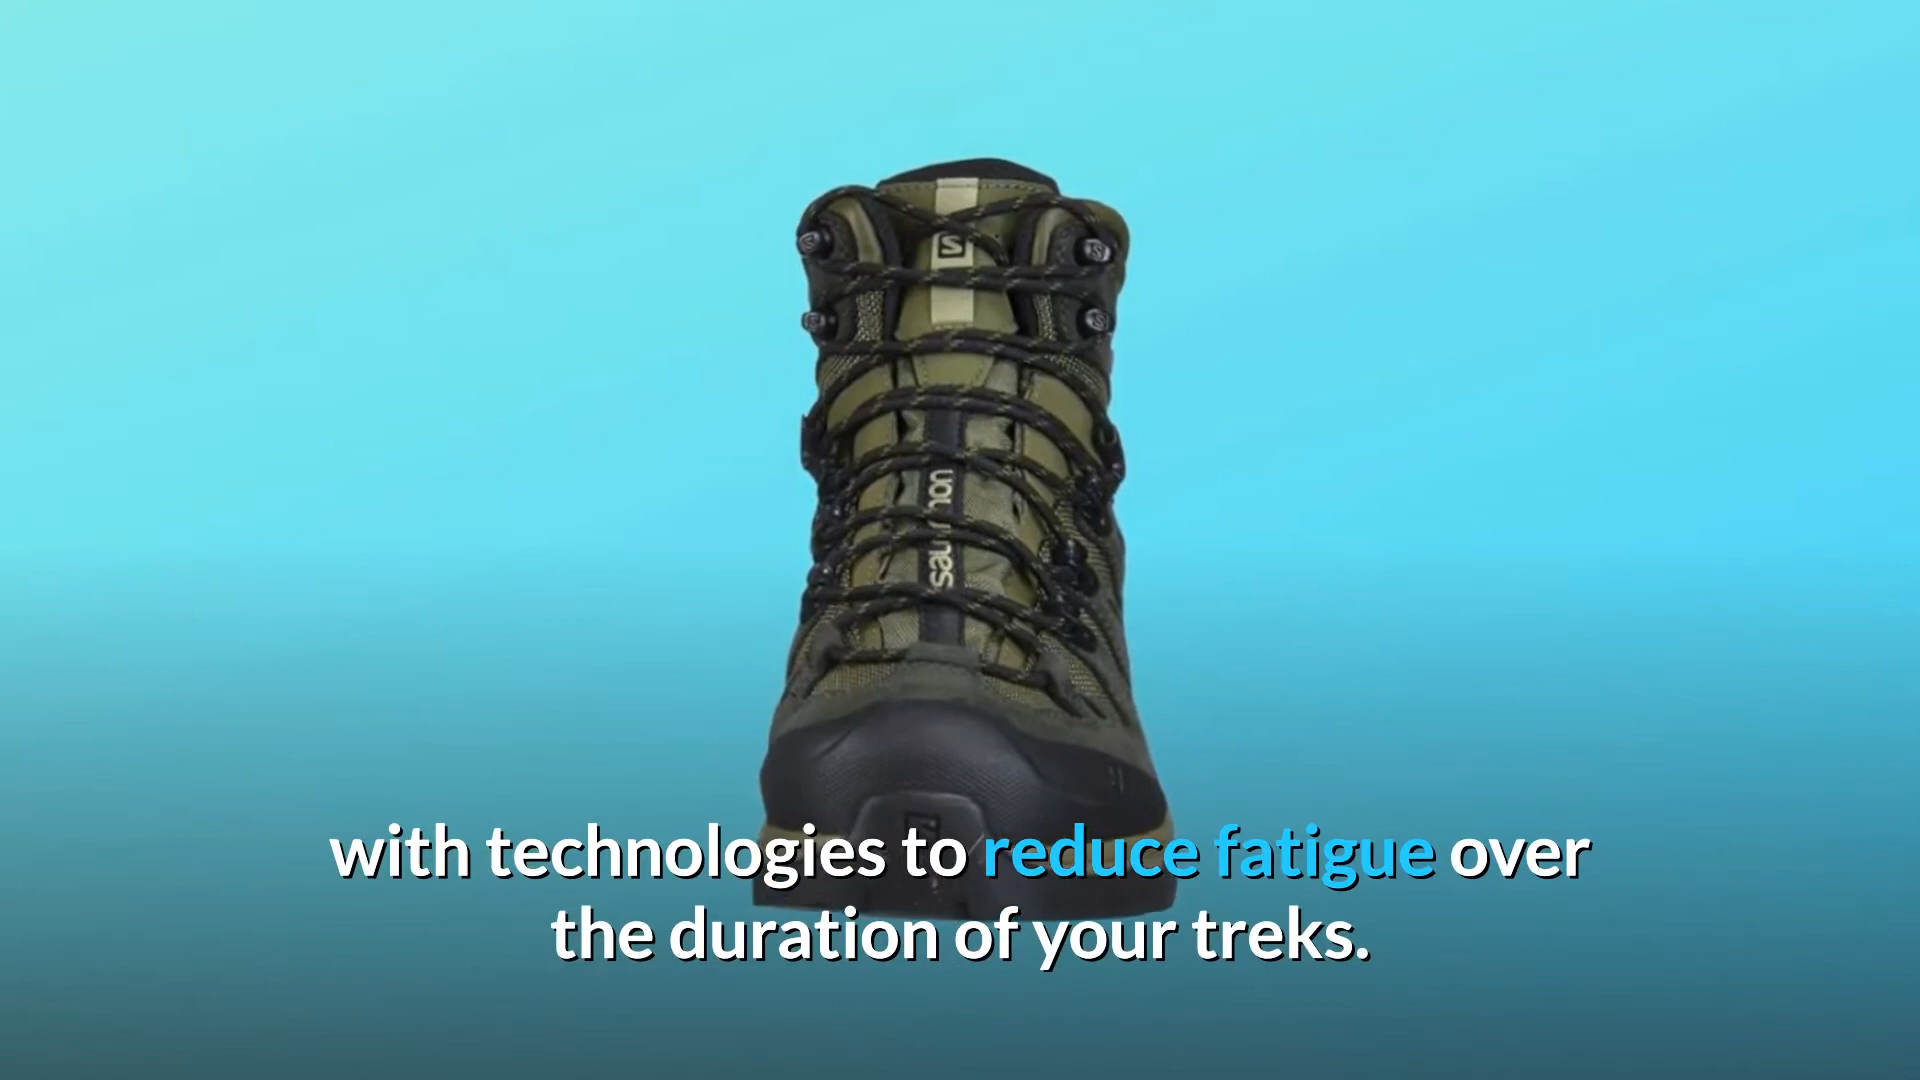 S
salomon
with technologies to reduce fatigue over
the duration of your treks.